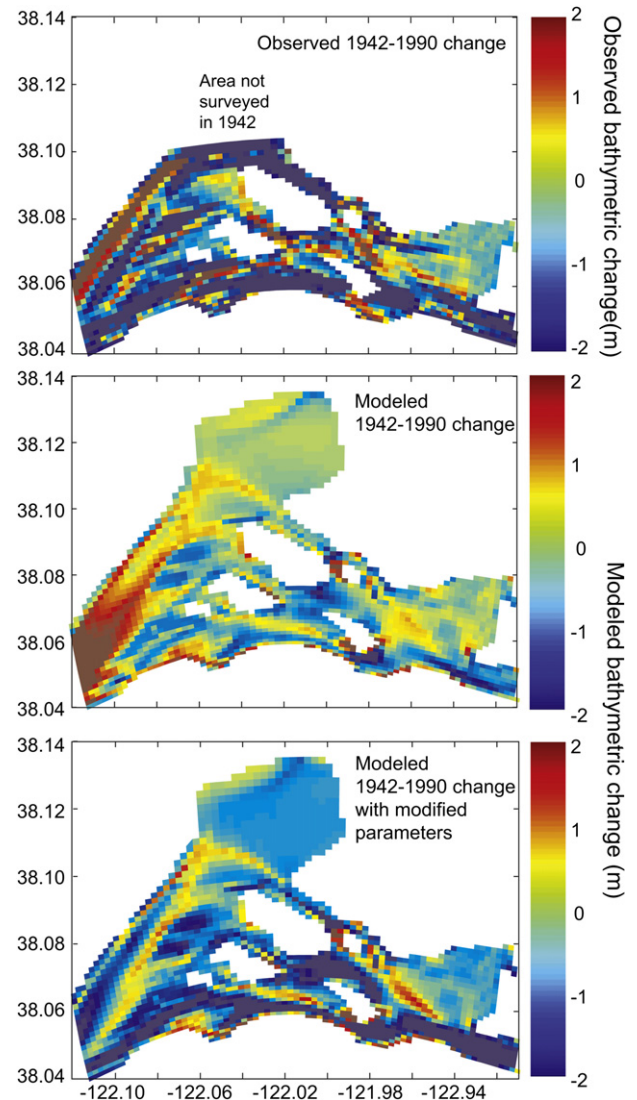 38.14
38.12
38.10
38.08
38.06
38.04
Observed 1942-1990 change
Area not
surveyed
in 1942
2
1
0
-1
-2
Observed bathymetric change(m)
38.14
38.12
38.10
38.08
38.06
38.04
Modeled
1942-1990 change
2
1
0
-1
-2
Modeled bathymetric change (m)
38.14
38.12
38.10
38.08
38.06
38.04
Modeled
1942-1990 change
with modified
parameters
2
1
0
-1
-2
-122.10 -122.06 -122.02 -121.98 -122.94